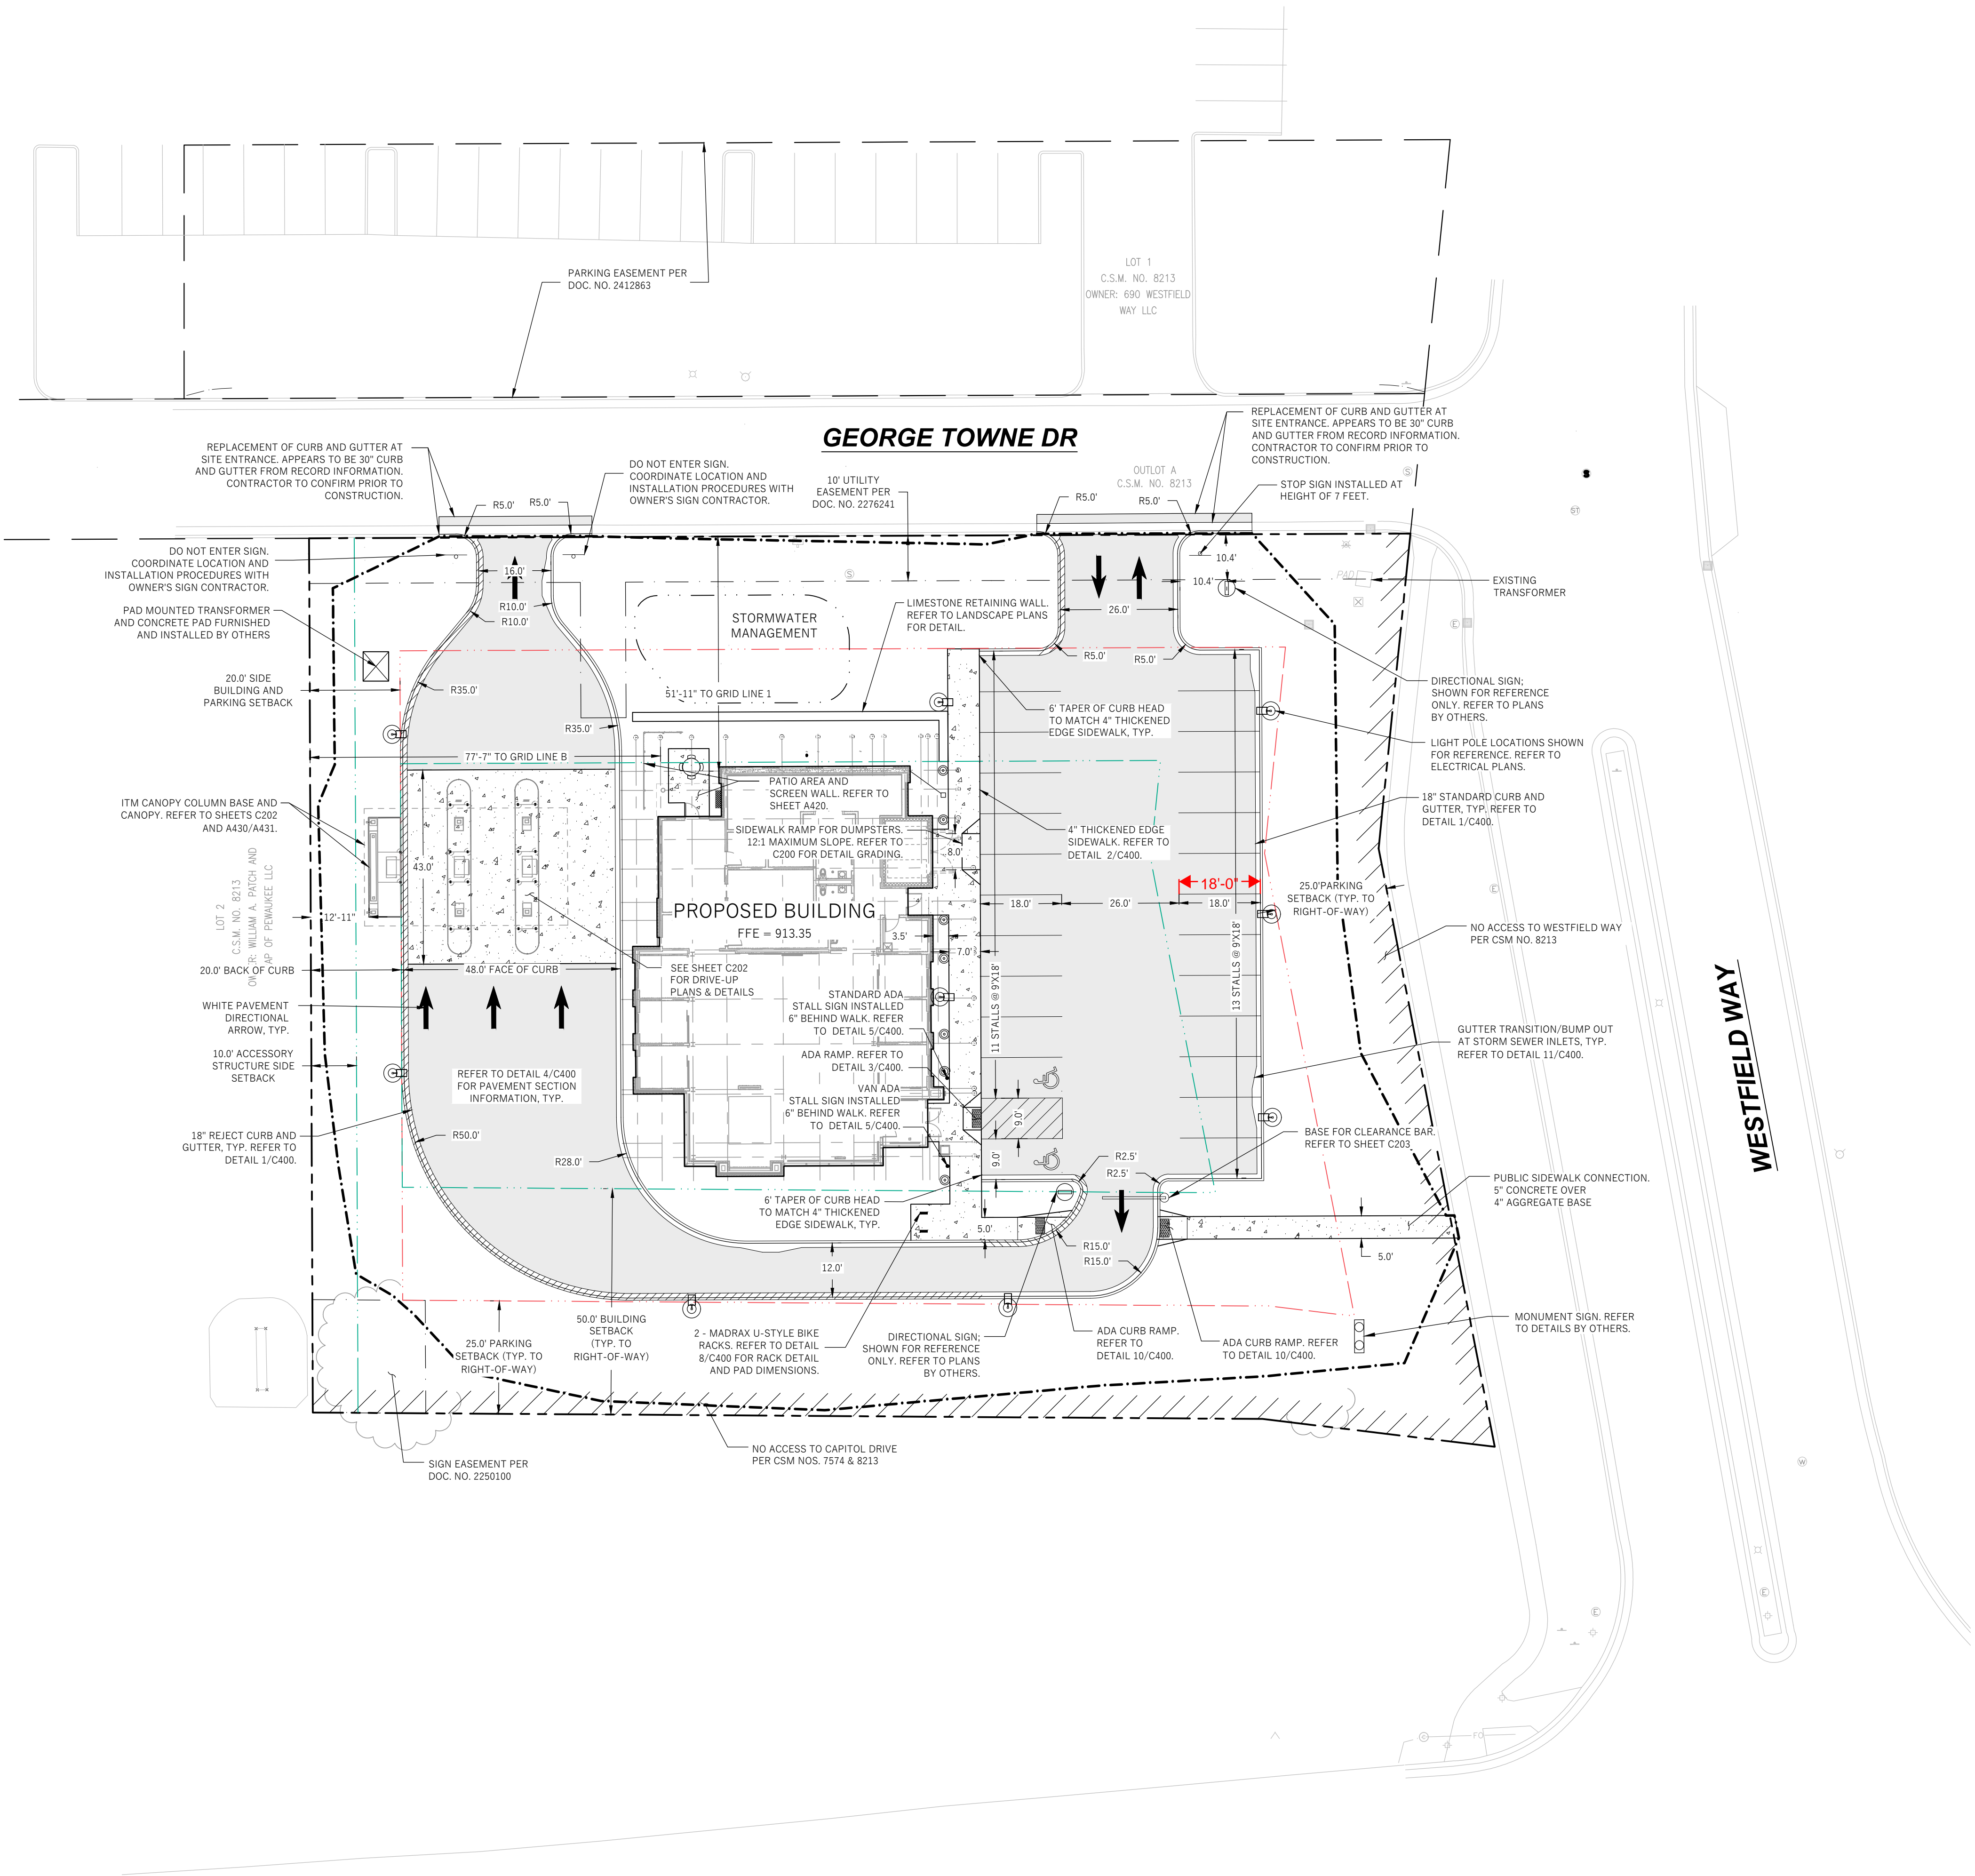 LOT 1
C.S.M. NO. 8213
OWNER: 690 WESTFIELD
WAY LLC
PARKING EASEMENT PER
DOC. NO. 2412863
GEORGE TOWNE DR
REPLACEMENT OF CURB AND GUTTER AT
SITE ENTRANCE. APPEARS TO BE 30" CURB
AND GUTTER FROM RECORD INFORMATION.
CONTRACTOR TO CONFIRM PRIOR TO
CONSTRUCTION.
DO NOT ENTER SIGN.
COORDINATE LOCATION AND
INSTALLATION PROCEDURES WITH
OWNER'S SIGN CONTRACTOR.
10' UTILITY
EASEMENT PER
DOC. NO. 2276241
OUTLOT A
C.S.M. NO. 8213
REPLACEMENT OF CURB AND GUTTER AT
SITE ENTRANCE. APPEARS TO BE 30" CURB
AND GUTTER FROM RECORD INFORMATION.
CONTRACTOR TO CONFIRM PRIOR TO
CONSTRUCTION.
STOP SIGN INSTALLED AT
HEIGHT OF 7 FEET.
S
ST
R5.0'
R5.0'
R5.0'
R5.0'
DO NOT ENTER SIGN.
COORDINATE LOCATION AND
INSTALLATION PROCEDURES WITH
OWNER'S SIGN CONTRACTOR.
16.0'
R10.0'
R10.0'
S
10.4'
10.4'
PAD
EXISTING
TRANSFORMER
PAD MOUNTED TRANSFORMER
AND CONCRETE PAD FURNISHED
AND INSTALLED BY OTHERS
STORMWATER
MANAGEMENT
LIMESTONE RETAINING WALL.
REFER TO LANDSCAPE PLANS
FOR DETAIL.
26.0'
E
R5.0'
R5.0'
20.0' SIDE
BUILDING AND
PARKING SETBACK
R35.0'
51'-11" TO GRID LINE 1
R35.0'
6' TAPER OF CURB HEAD
TO MATCH 4" THICKENED
EDGE SIDEWALK, TYP.
DIRECTIONAL SIGN;
SHOWN FOR REFERENCE
ONLY. REFER TO PLANS
BY OTHERS.
77'-7" TO GRID LINE B
LIGHT POLE LOCATIONS SHOWN
FOR REFERENCE. REFER TO
ELECTRICAL PLANS.
PATIO AREA AND
SCREEN WALL. REFER TO
SHEET A420.
ITM CANOPY COLUMN BASE AND
CANOPY. REFER TO SHEETS C202
AND A430/A431.
18" STANDARD CURB AND
GUTTER, TYP. REFER TO
DETAIL 1/C400.
SIDEWALK RAMP FOR DUMPSTERS.
12:1 MAXIMUM SLOPE. REFER TO
C200 FOR DETAIL GRADING.
8.0'
4" THICKENED EDGE
SIDEWALK. REFER TO
DETAIL 2/C400.
LOT 2
C.S.M. NO. 8213
43.0'
12'-11"
PROPOSED BUILDING
FFE = 913.35
3.5'
7.0'
18.0'
26.0'
18'-0"
18.0'
25.0'PARKING
SETBACK (TYP. TO
RIGHT-OF-WAY)
E
NO ACCESS TO WESTFIELD WAY
PER CSM NO. 8213
20.0' BACK OF CURB
48.0' FACE OF CURB
SEE SHEET C202
FOR DRIVE-UP
PLANS & DETAILS
11 STALLS @ 9'X18'
13 STALLS @ 9'X18'
WHITE PAVEMENT
DIRECTIONAL
ARROW, TYP.
STANDARD ADA
STALL SIGN INSTALLED
6" BEHIND WALK. REFER
TO DETAIL 5/C400.
WESTFIELD WAY
GUTTER TRANSITION/BUMP OUT
AT STORM SEWER INLETS, TYP.
REFER TO DETAIL 11/C400.
10.0' ACCESSORY
STRUCTURE SIDE
SETBACK
ADA RAMP. REFER TO
DETAIL 3/C400.
REFER TO DETAIL 4/C400
FOR PAVEMENT SECTION
INFORMATION, TYP.
VAN ADA
STALL SIGN INSTALLED
6" BEHIND WALK. REFER
TO DETAIL 5/C400.
9.0'
9.0'
18" REJECT CURB AND
GUTTER, TYP. REFER TO
DETAIL 1/C400.
R50.0'
R28.0'
R2.5'
R2.5'
BASE FOR CLEARANCE BAR.
REFER TO SHEET C203
PUBLIC SIDEWALK CONNECTION.
5" CONCRETE OVER
4" AGGREGATE BASE
6' TAPER OF CURB HEAD
TO MATCH 4" THICKENED
EDGE SIDEWALK, TYP.
5.0'
R15.0'
R15.0'
5.0'
12.0'
25.0' PARKING
SETBACK (TYP. TO
RIGHT-OF-WAY)
50.0' BUILDING
SETBACK
(TYP. TO
RIGHT-OF-WAY)
2 - MADRAX U-STYLE BIKE
RACKS. REFER TO DETAIL
8/C400 FOR RACK DETAIL
AND PAD DIMENSIONS.
DIRECTIONAL SIGN;
SHOWN FOR REFERENCE
ONLY. REFER TO PLANS
BY OTHERS.
ADA CURB RAMP.
REFER TO
DETAIL 10/C400.
ADA CURB RAMP. REFER
TO DETAIL 10/C400.
MONUMENT SIGN. REFER
TO DETAILS BY OTHERS.
SIGN EASEMENT PER
DOC. NO. 2250100
NO ACCESS TO CAPITOL DRIVE
PER CSM NOS. 7574 & 8213
W
E
E
FO